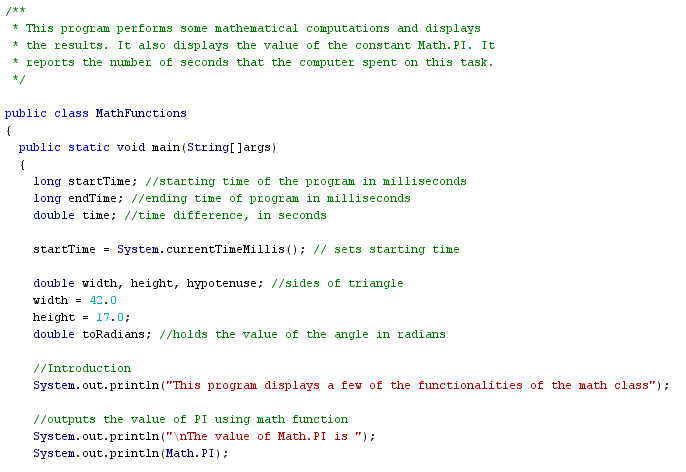 /**
 * This program performs some mathematical computations and displays
 * the results. It also displays the value of the constant Math.PI. It
 * reports the number of seconds that the computer spent on this task.
 */
public class MathFunctions
{
  public static void main(String[]args)
  {
    long startTime; //starting time of the program in milliseconds
    long endTime; //ending time of program in milliseconds
    double time; //time difference, in seconds
    startTime = System.currentTimeMillis(); // sets starting time
    double width, height, hypotenuse; //sides of triangle
    width = 42.0
    height = 17.0;
    double toRadians; //holds the value of the angle in radians
    //Introduction
    System.out.println("This program displays a few of the functionalities of the math class");
    //outputs the value of PI using math function
    System.out.println("\nThe value of Math.PI is ");
    System.out.println(Math.PI);